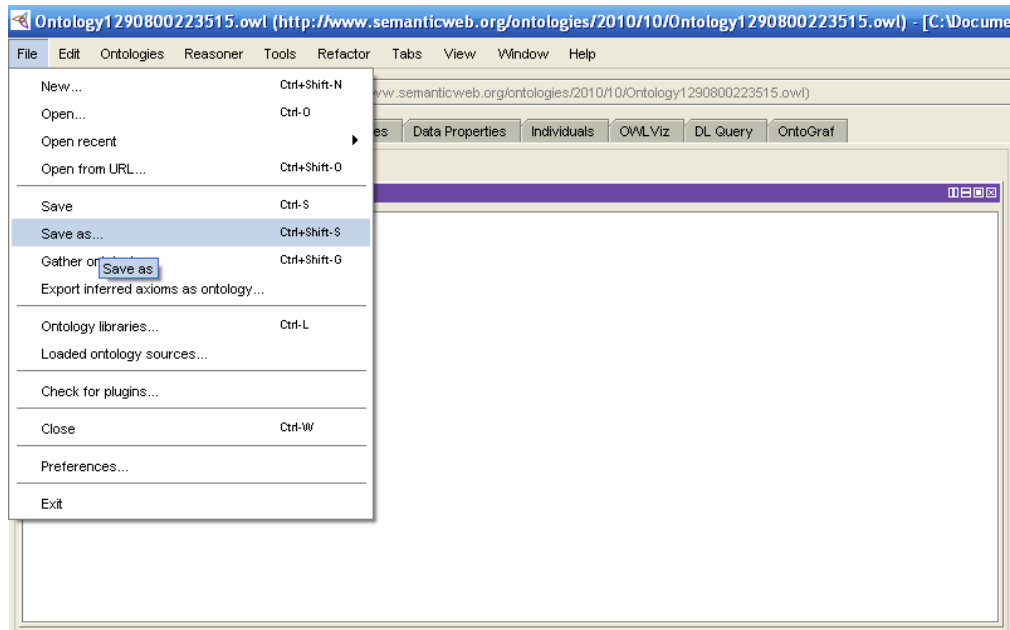 Ontology1290800223515.owl (http://www.semanticweb.org/ontologies/2010/10/Ontology1290800223515.owl) - [C:\Docume
File Edit Ontologies Reasoner Tools Refactor Tabs View Window Help
New... Ctrl+Shift-N
ww.semanticweb.org/ontologies/2010/10/Ontology1290800223515.owl)
Open... Ctrl-O
es Data Properties Individuals OWLViz DL Query OntoGraf
Open recent
Open from URL... Ctrl+Shift-O
Save Ctrl-S
Save as... Ctrl+Shift-S
Gather Ctrl+Shift-G
Save as
Export inferred axioms as ontology...
Ontology libraries... Ctrl-L
Loaded ontology sources...
Check for plugins...
Close Ctrl-W
Preferences...
Exit